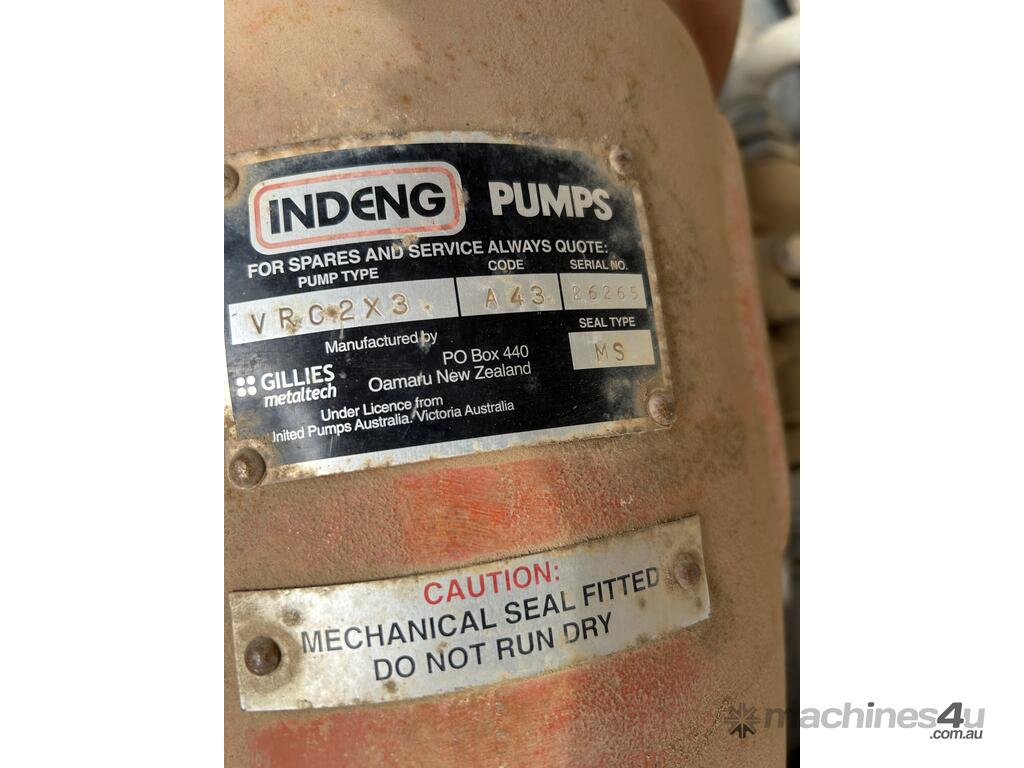 INDENG PUMPS
FOR SPARES AND SERVICE ALWAYS QUOTE:
PUMP TYPE CODE SERIAL NO.
VRC2X3 A43 26265
Manufactured by SEAL TYPE
GILLIES metaltech PO Box 440 MS
Oamaru New Zealand
Under Licence from
United Pumps Australia. Victoria Australia
CAUTION:
MECHANICAL SEAL FITTED
DO NOT RUN DRY
machines4u
.com.au